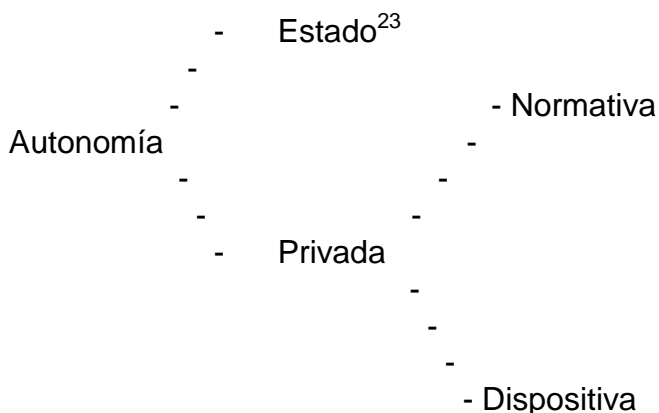 - Estado²³
-
- - Normativa
Autonomía -
- -
- -
- Privada
-
-
-
- Dispositiva